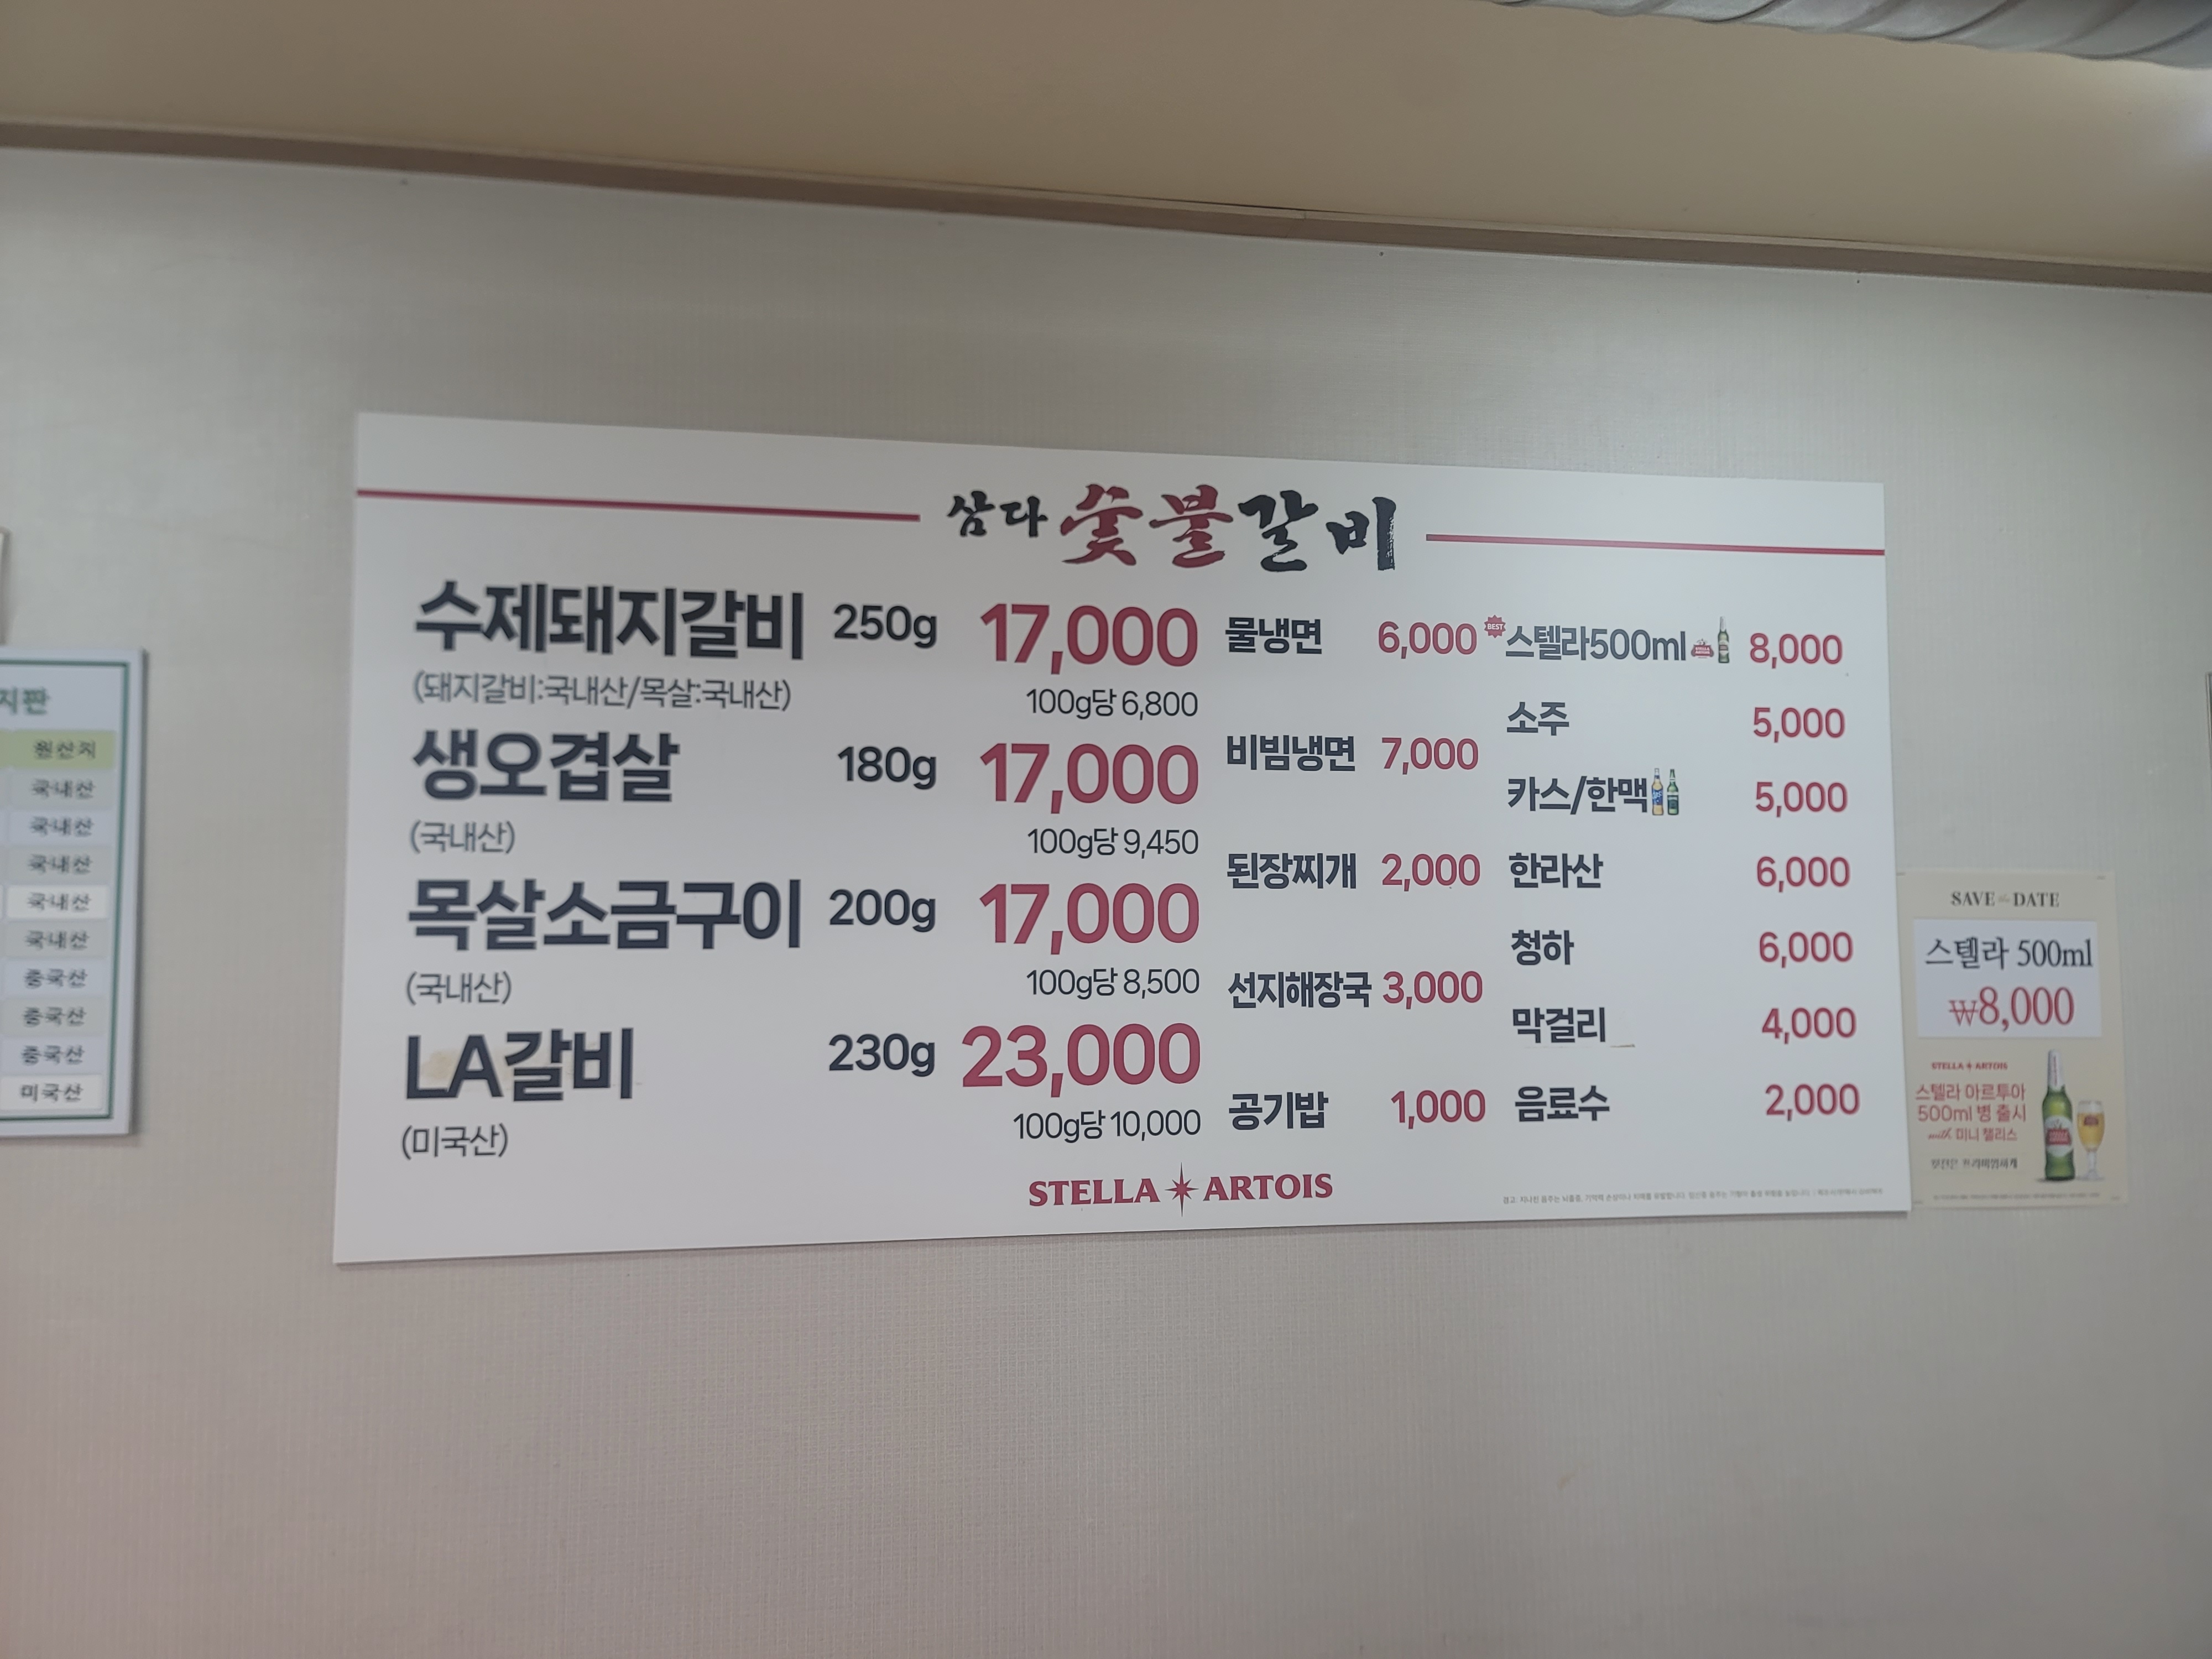 삼다숯불갈비
수제돼지갈비 250g 17,000
(돼지갈비:국내산/목살:국내산) 100g당 6,800
생오겹살 180g 17,000
(국내산) 100g당 9,450
목살소금구이 200g 17,000
(국내산) 100g당 8,500
LA갈비 230g 23,000
(미국산) 100g당 10,000
물냉면 6,000
비빔냉면 7,000
된장찌개 2,000
선지해장국 3,000
공기밥 1,000
BEST 스텔라500ml 8,000
소주 5,000
카스/한맥 5,000
한라산 6,000
청하 6,000
막걸리 4,000
음료수 2,000
STELLA ARTOIS
지판
원산지
국내산
국내산
국내산
국내산
국내산
중국산
중국산
중국산
미국산
SAVE the DATE
스텔라 500ml
₩8,000
STELLA ARTOIS
스텔라 아르투아
500ml 병 출시
with 미니 챌리스